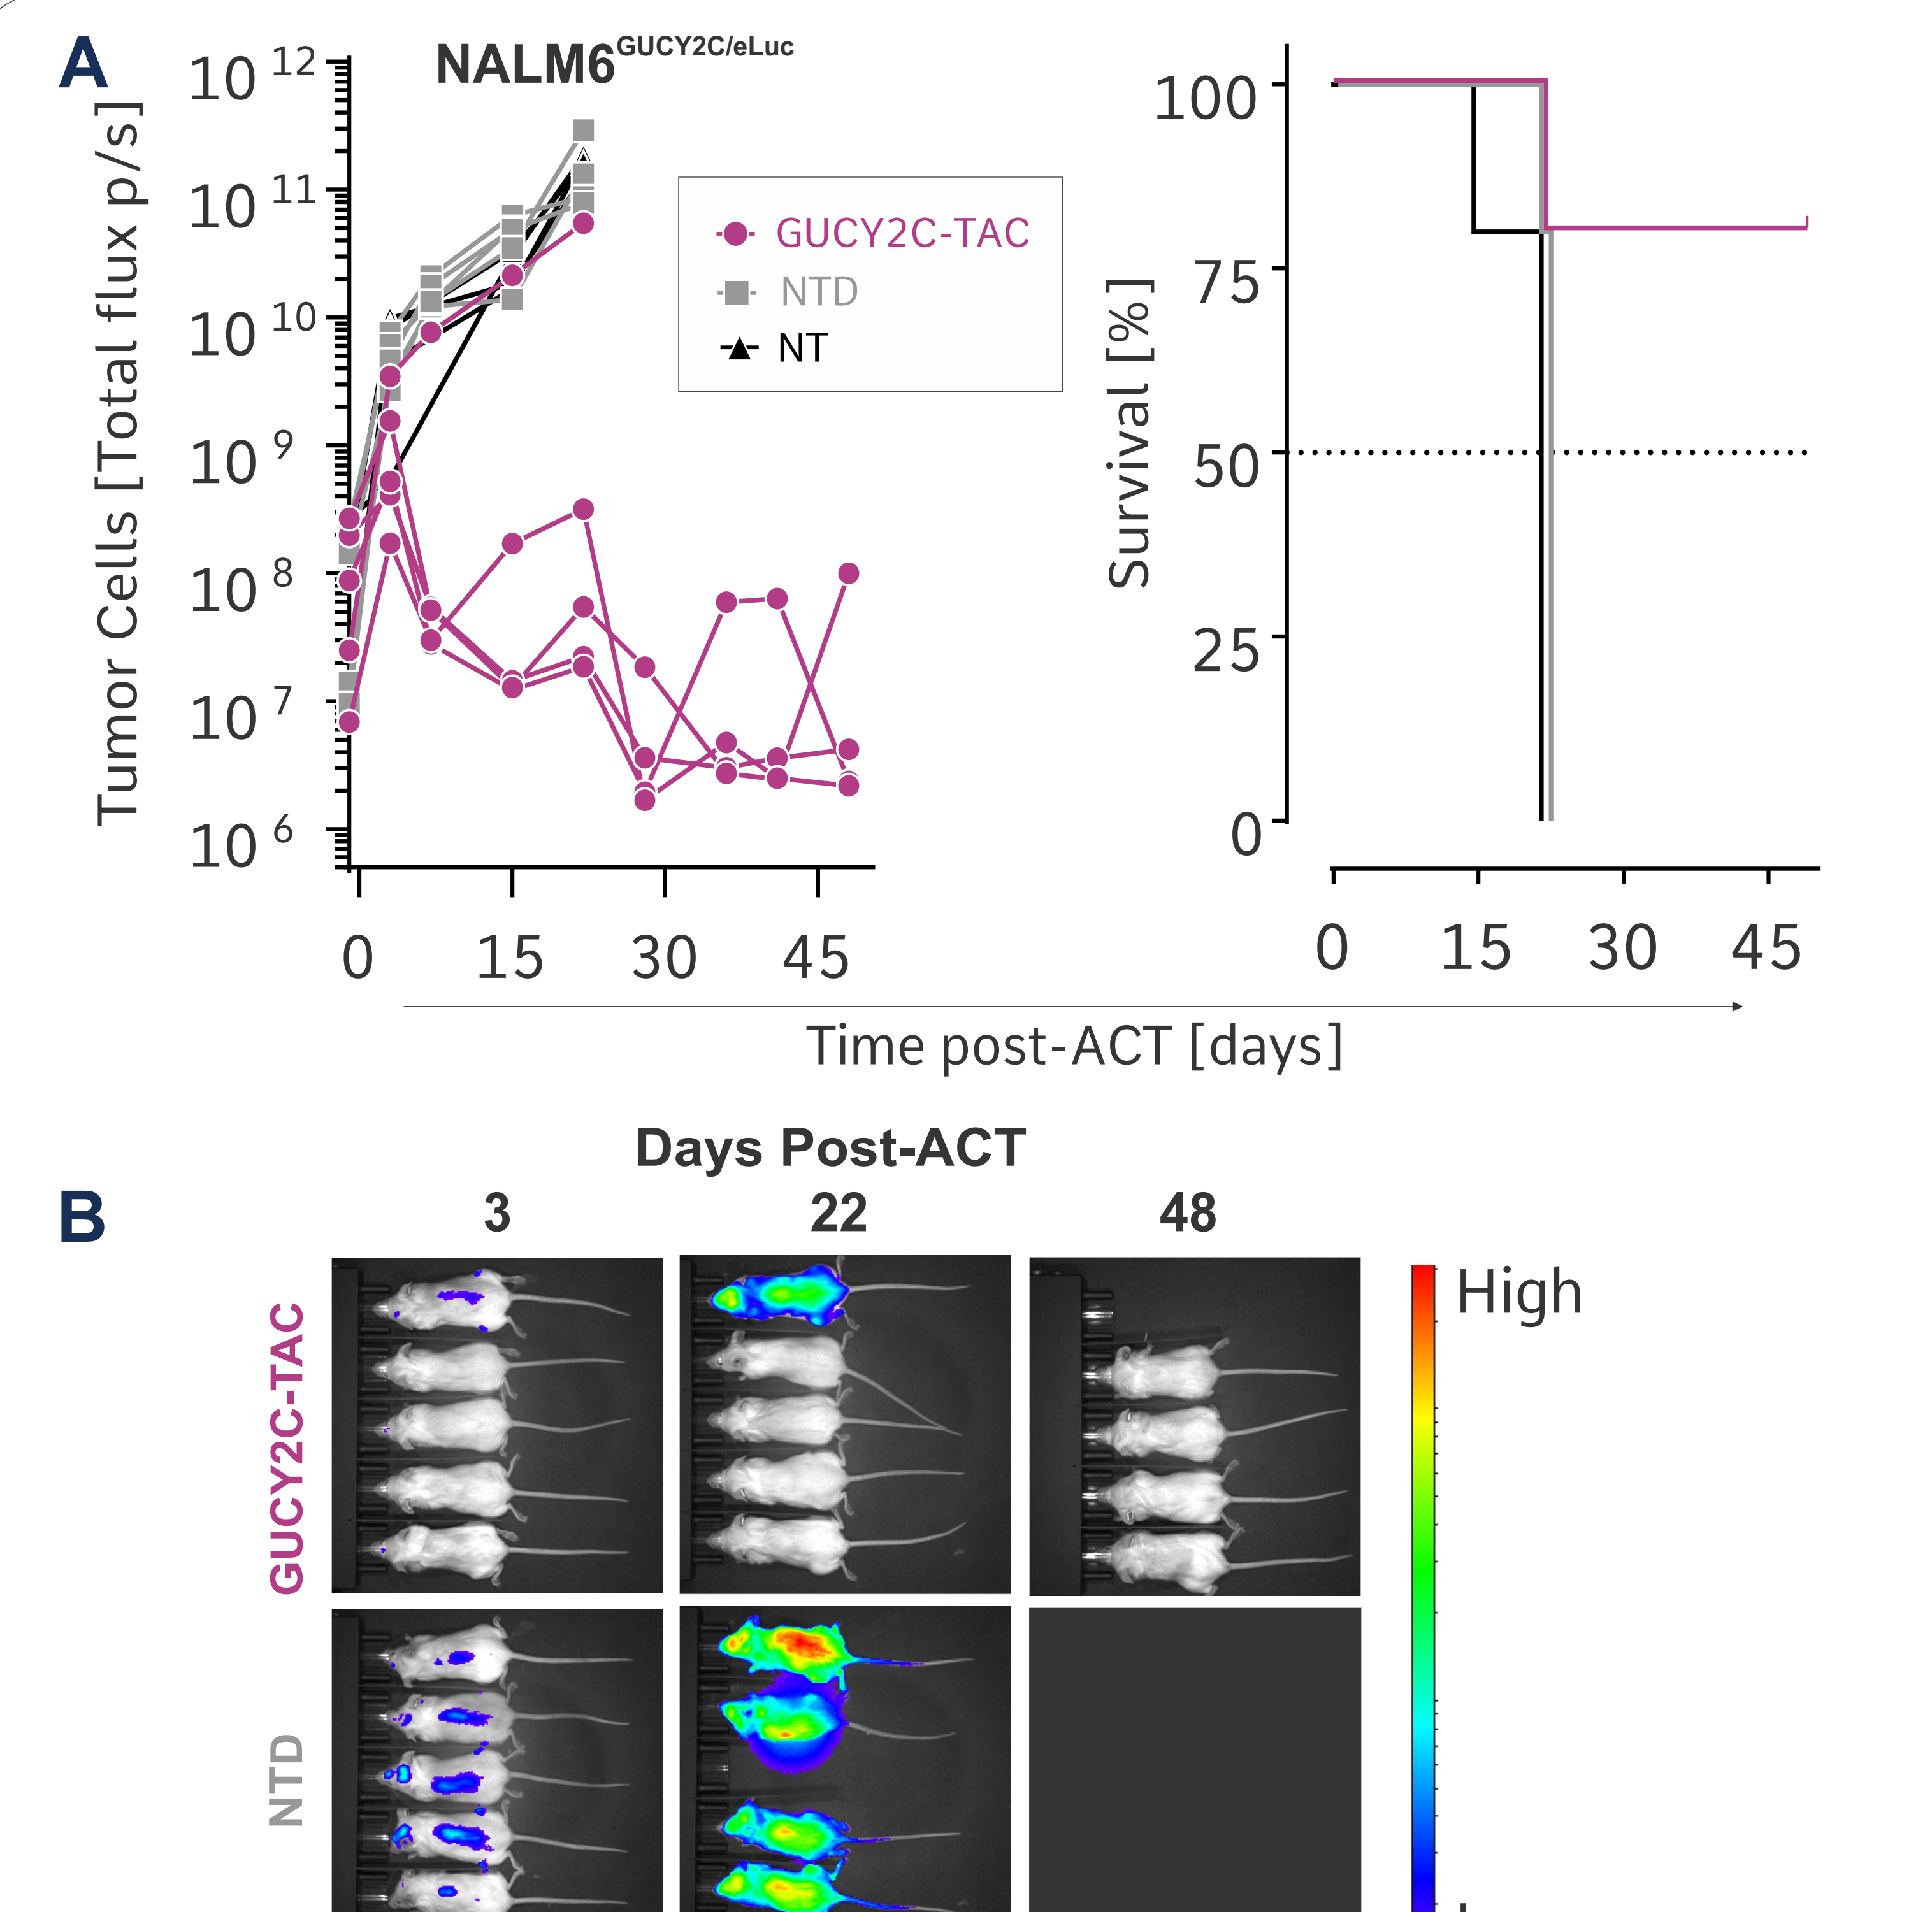 A
NALM6GUCY2C/eLuc
Tumor Cells [Total flux p/s]
10 12
10 11
10 10
10 9
10 8
10 7
10 6
0 15 30 45
GUCY2C-TAC
NTD
NT
Survival [%]
100
75
50
25
0
0 15 30 45
Time post-ACT [days]
B
Days Post-ACT
3 22 48
GUCY2C-TAC
NTD
High